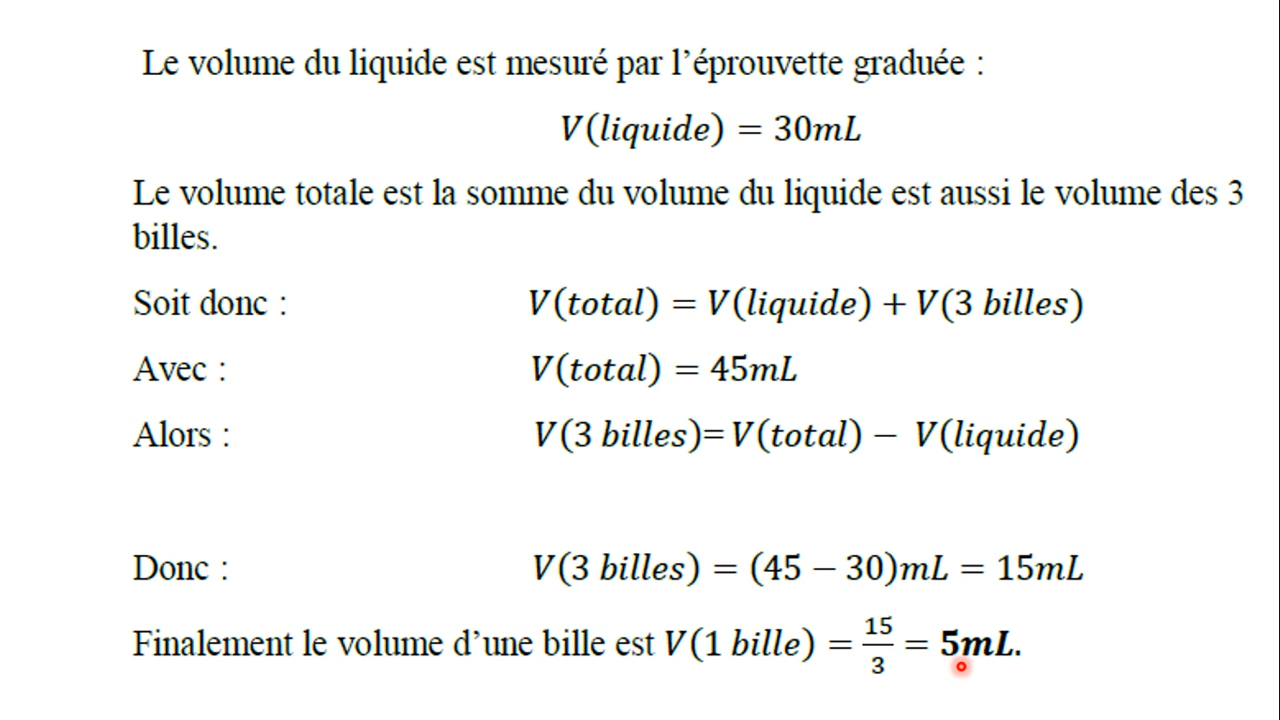 Le volume du liquide est mesuré par l’éprouvette graduée :
V(liquide) = 30mL
Le volume totale est la somme du volume du liquide est aussi le volume des 3
billes.
Soit donc : V(total) = V(liquide) + V(3 billes)
Avec : V(total) = 45mL
Alors : V(3 billes)= V(total) − V(liquide)
Donc : V(3 billes) = (45 − 30)mL = 15mL
Finalement le volume d’une bille est V(1 bille) = 15/3 = 5mL.